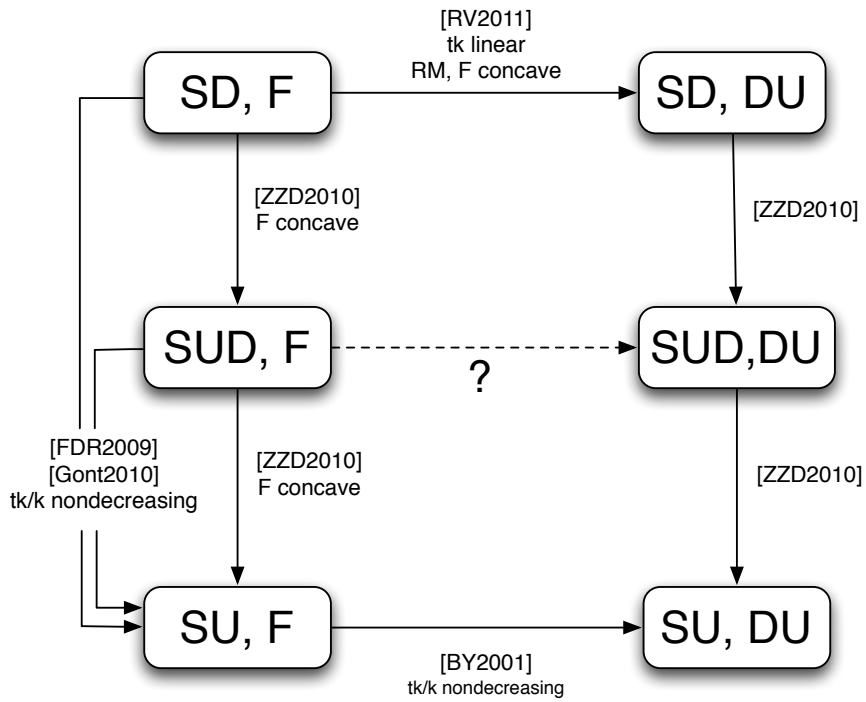 [RV2011]
tk linear
RM, F concave
SD, F
SD, DU
[ZZD2010]
F concave
[ZZD2010]
SUD, F
?
SUD,DU
[FDR2009]
[Gont2010]
tk/k nondecreasing
[ZZD2010]
F concave
[ZZD2010]
SU, F
SU, DU
[BY2001]
tk/k nondecreasing